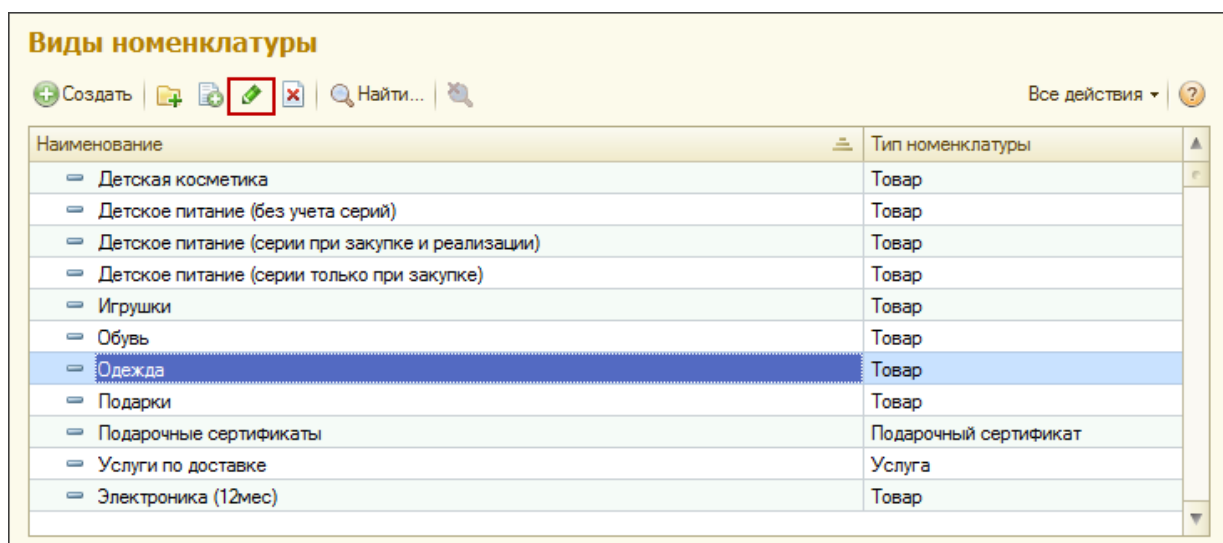 Виды номенклатуры
Создать Найти... Все действия ?
Наименование Тип номенклатуры
Детская косметика Товар
Детское питание (без учета серий) Товар
Детское питание (серии при закупке и реализации) Товар
Детское питание (серии только при закупке) Товар
Игрушки Товар
Обувь Товар
Одежда Товар
Подарки Товар
Подарочные сертификаты Подарочный сертификат
Услуги по доставке Услуга
Электроника (12мес) Товар